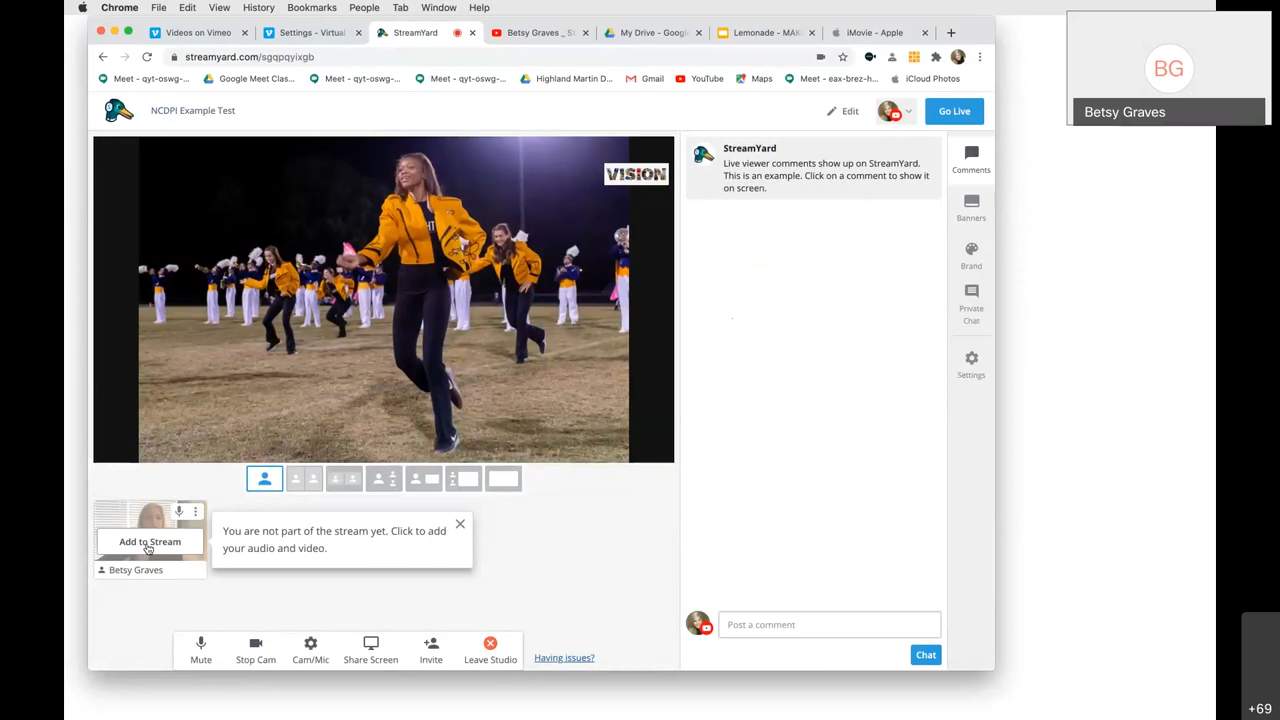 Chrome File Edit View History Bookmarks People Tab Window Help
Videos on Vimeo
Settings - Virtual
StreamYard
Betsy Graves _ S
My Drive - Googl
Lemonade - MAK
iMovie - Apple
streamyard.com/sgqpqyixgb
Meet - qyt-oswg-...
Google Meet Clas...
Meet - qyt-oswg-...
Meet - qyt-oswg-...
Highland Martin D...
Gmail
YouTube
Maps
Meet - eax-brez-h...
iCloud Photos
NCDPI Example Test
Edit
Go Live
VISION
StreamYard
Live viewer comments show up on StreamYard.
This is an example. Click on a comment to show it
on screen.
Comments
Banners
Brand
Private
Chat
Settings
Add to Stream
Betsy Graves
You are not part of the stream yet. Click to add
your audio and video.
Post a comment
Chat
Mute
Stop Cam
Cam/Mic
Share Screen
Invite
Leave Studio
Having issues?
BG
Betsy Graves
+69